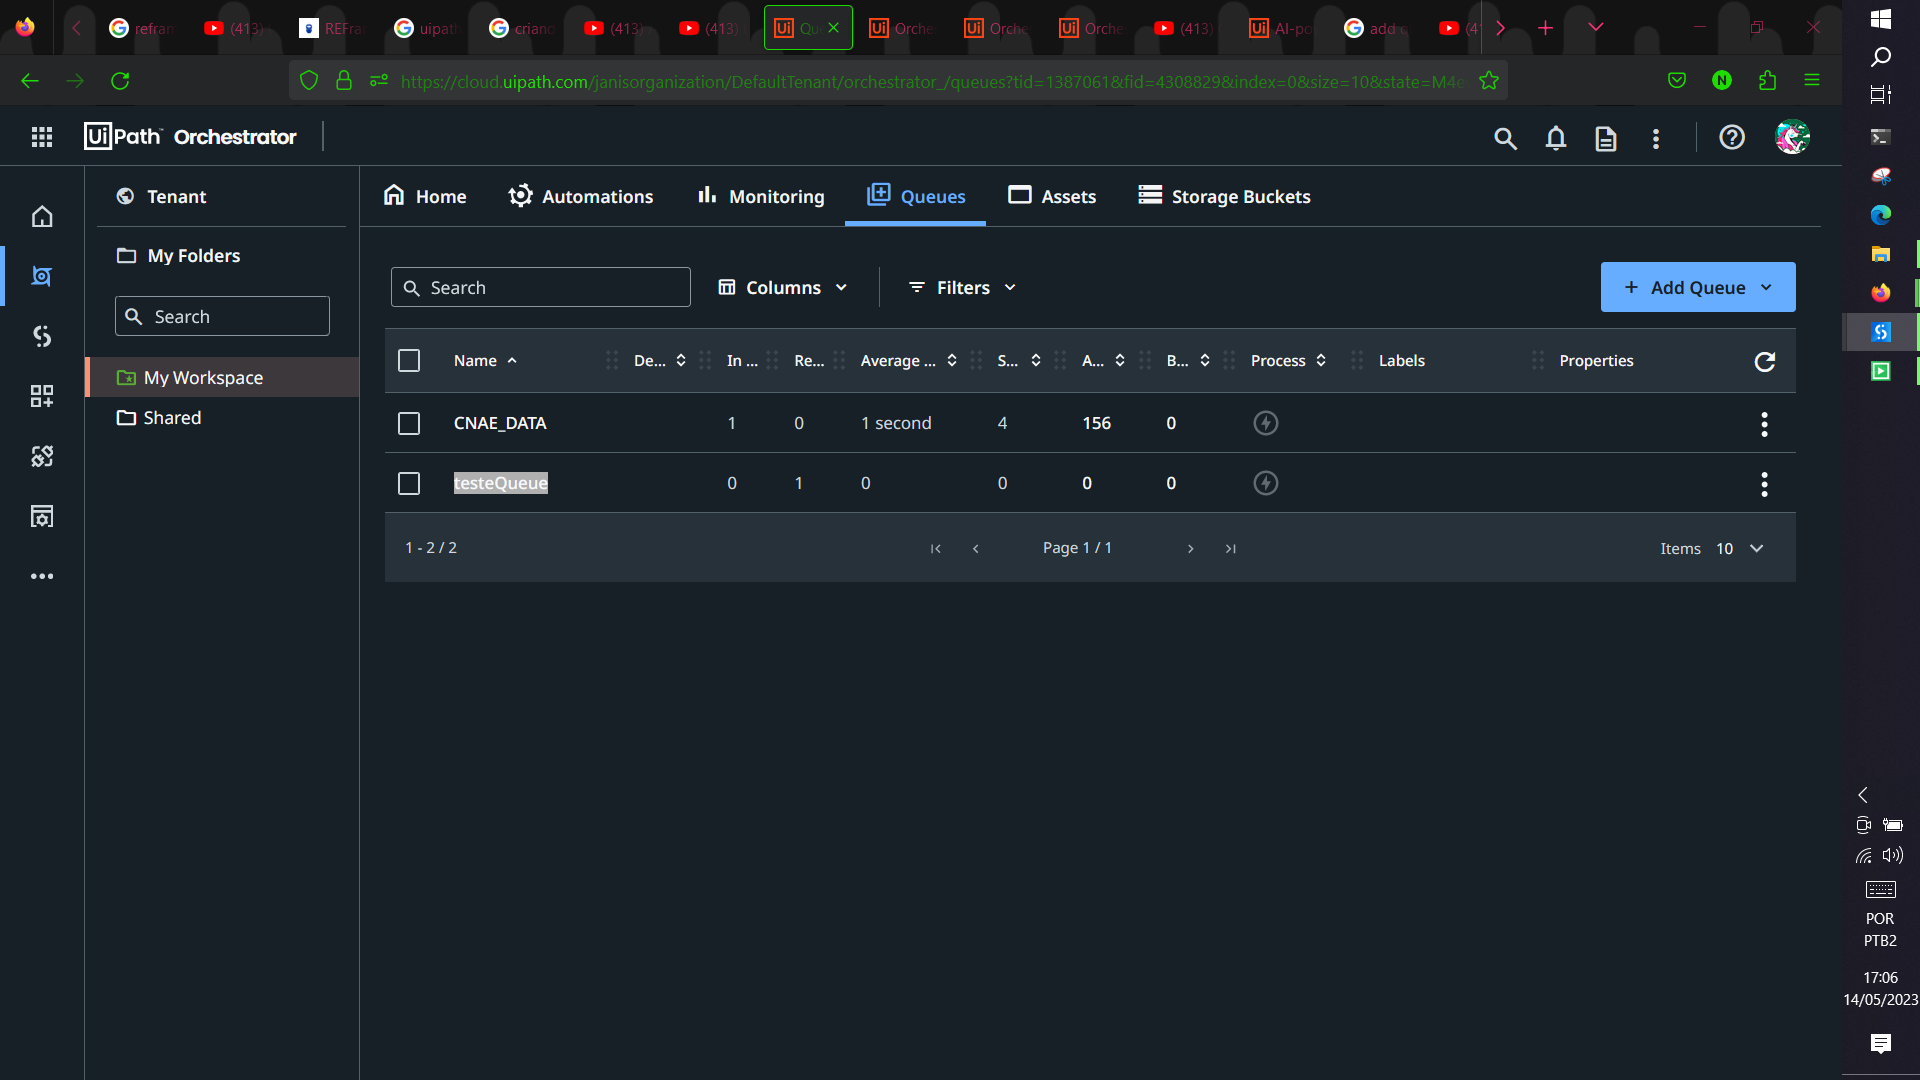 refram
(413)
REFra
uipath
criand
(413)
(413)
Qu
Orche
Orche
Orche
(413)
AI-po
add q
(41
https://cloud.uipath.com/janisorganization/DefaultTenant/orchestrator_/queues?tid=1387061&fid=4308829&index=0&size=10&state=M4e
N
UiPath™ Orchestrator
Tenant
My Folders
Search
My Workspace
Shared
Home
Automations
Monitoring
Queues
Assets
Storage Buckets
Search
Columns
Filters
+ Add Queue
Name
De...
In ...
Re...
Average ...
S...
A...
B...
Process
Labels
Properties
CNAE_DATA 1 0 1 second 4 156 0
testeQueue 0 1 0 0 0 0
1 - 2 / 2
Page 1 / 1
Items 10
POR
PTB2
17:06
14/05/2023